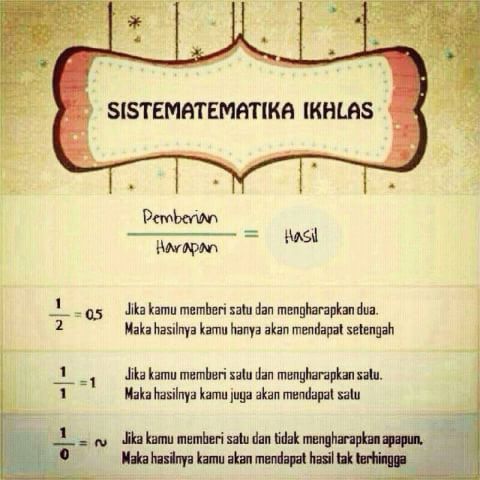 SISTEMATEMATIKA IKHLAS
Pemberian
Harapan
= Hasil
1
2
= 0,5
Jika kamu memberi satu dan mengharapkan dua.
Maka hasilnya kamu hanya akan mendapat setengah
1
1
= 1
Jika kamu memberi satu dan mengharapkan satu.
Maka hasilnya kamu juga akan mendapat satu
1
0
= ~
Jika kamu memberi satu dan tidak mengharapkan apapun,
Maka hasilnya kamu akan mendapat hasil tak terhingga